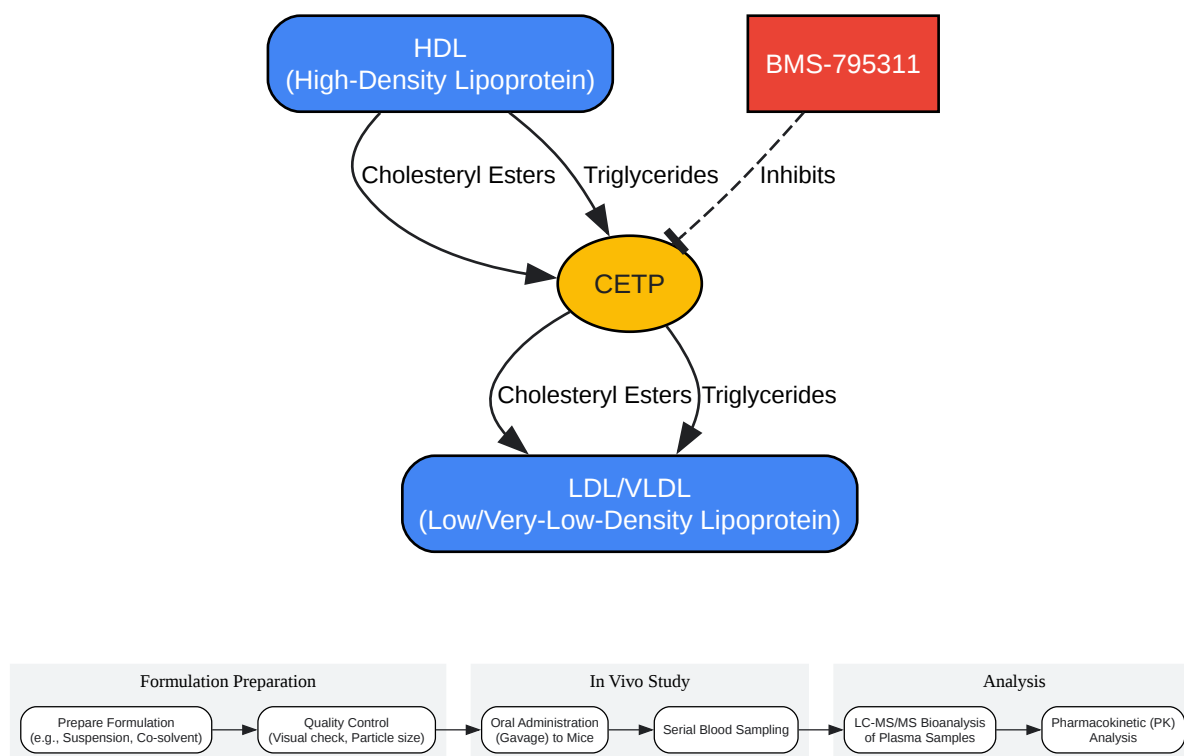 HDL
(High-Density Lipoprotein)
BMS-795311
Cholesteryl Esters
Triglycerides
Inhibits
CETP
Cholesteryl Esters
Triglycerides
LDL/VLDL
(Low/Very-Low-Density Lipoprotein)
Formulation Preparation
In Vivo Study
Analysis
Prepare Formulation
(e.g., Suspension, Co-solvent)
Quality Control
(Visual check, Particle size)
Oral Administration
(Gavage) to Mice
Serial Blood Sampling
LC-MS/MS Bioanalysis
of Plasma Samples
Pharmacokinetic (PK)
Analysis